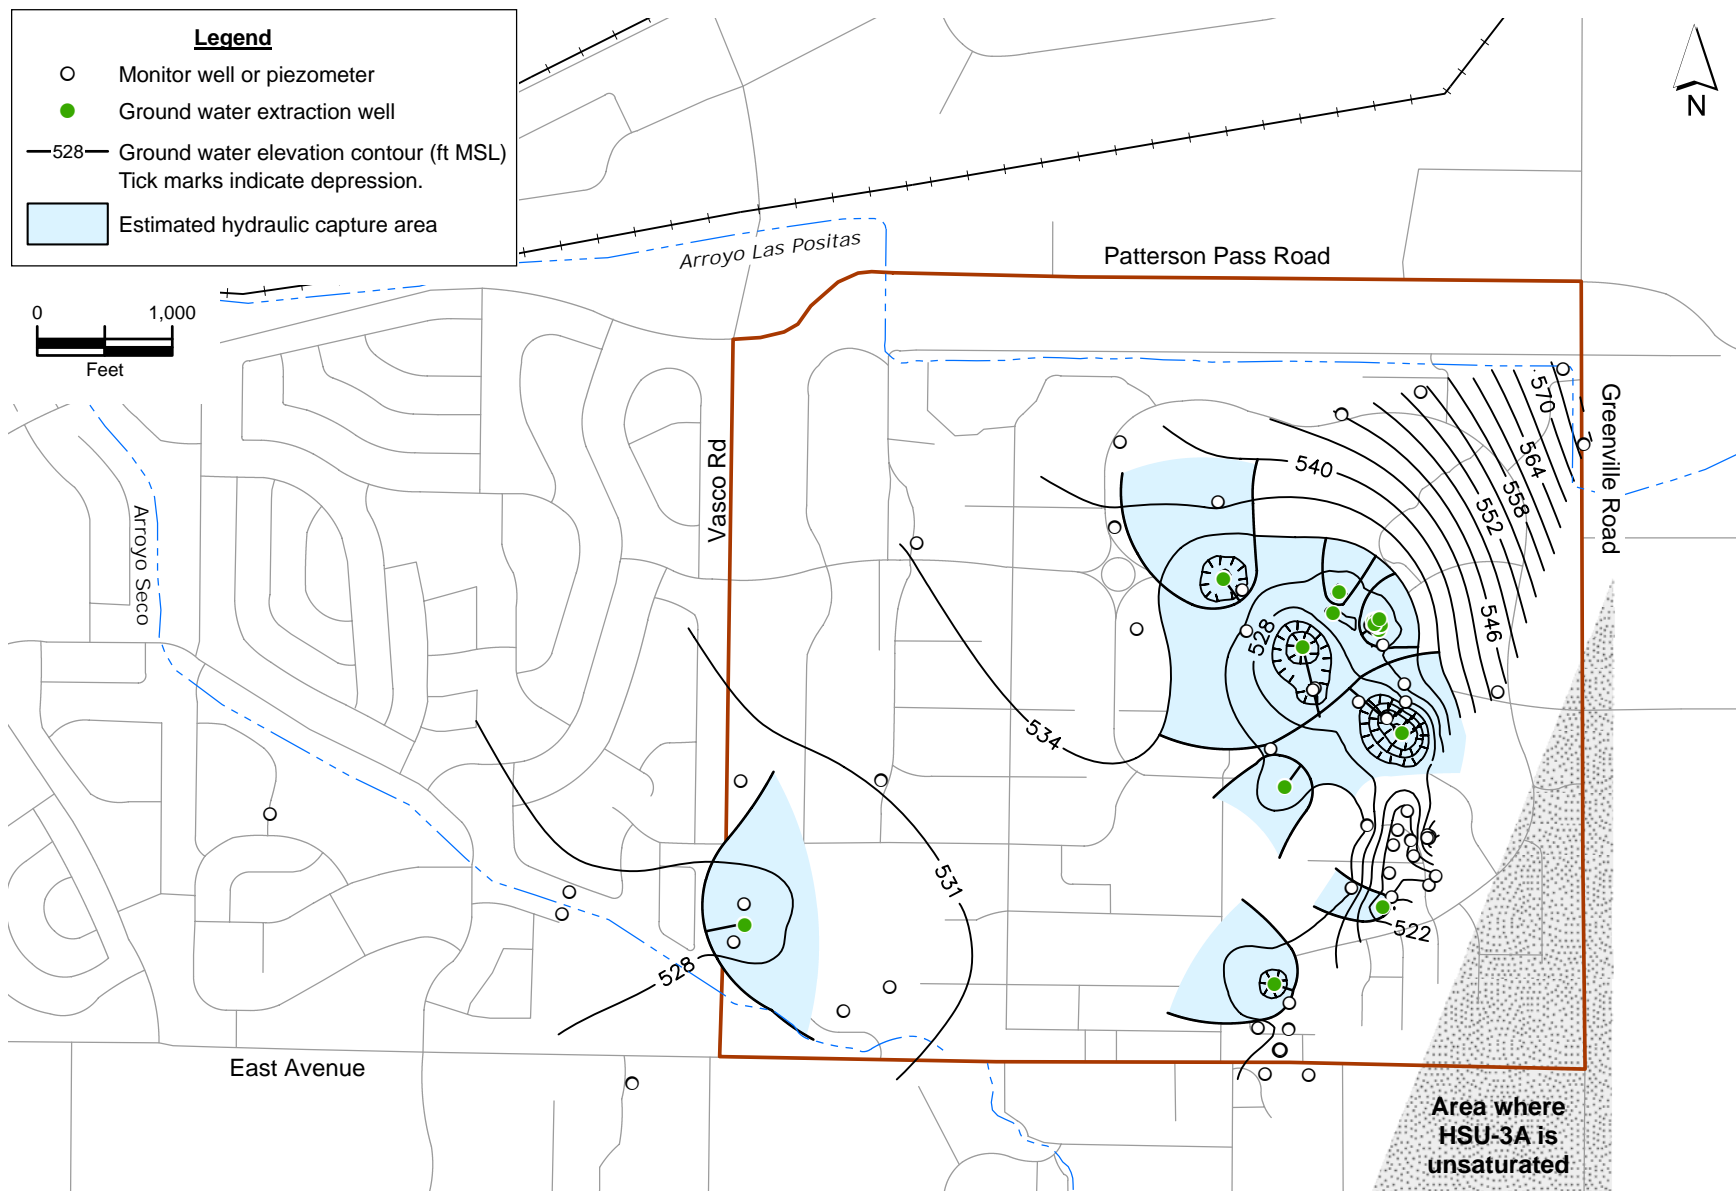 Legend
Monitor well or piezometer
Ground water extraction well
528
Ground water elevation contour (ft MSL)
Tick marks indicate depression.
Estimated hydraulic capture area
N
0 1,000
Feet
Arroyo Las Positas
Patterson Pass Road
Greenville Road
Vasco Rd
Arroyo Seco
570
564
558
552
546
540
534
528
531
528
522
East Avenue
Area where
HSU-3A is
unsaturated